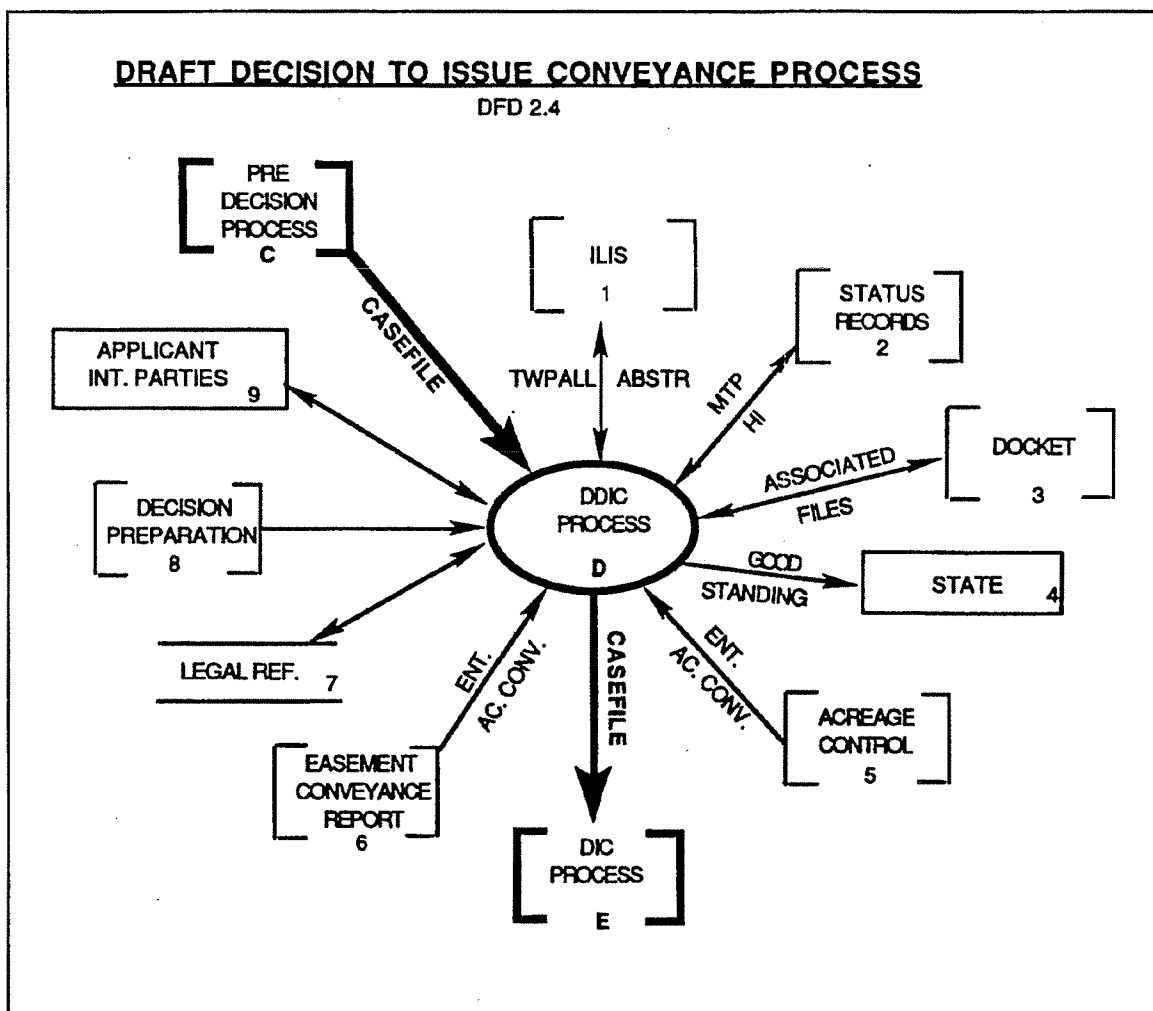 DRAFT DECISION TO ISSUE CONVEYANCE PROCESS
DFD 2.4
PRE
DECISION
PROCESS
C
CASEFILE
ILIS
1
TWPALL ABSTR
STATUS
RECORDS
2
MTP
HI
APPLICANT
INT. PARTIES
9
DOCKET
3
ASSOCIATED
FILES
DDIC
PROCESS
D
DECISION
PREPARATION
8
GOOD
STANDING
STATE
4
LEGAL REF.
7
ENT.
AC. CONV.
CASEFILE
ENT.
AC. CONV.
ACREAGE
CONTROL
5
EASEMENT
CONVEYANCE
REPORT
6
DIC
PROCESS
E